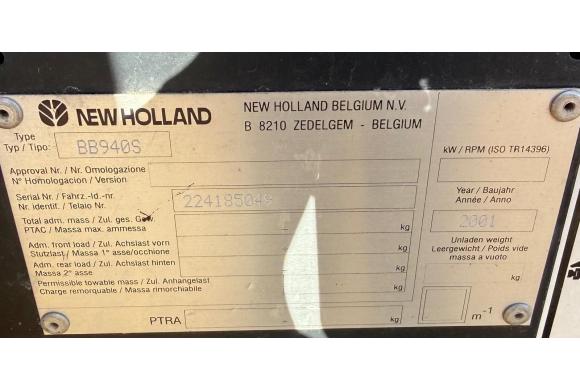 NEW HOLLAND
NEW HOLLAND BELGIUM N.V.
B 8210 ZEDELGEM - BELGIUM
Type
Typ / Tipo:
BB940S
kW / RPM (ISO TR14396)
Approval Nr. / Nr. Omologazione
N° Homologacion / Version
Serial Nr. / Fahrz.-Id.-nr.
Nr. identif. / Telaio Nr.
Year / Baujahr
Année / Anno
2001
Total adm. mass / Zul. ges. Gew.
PTAC / Massa max. ammessa
- kg
Unladen weight
Leergewicht / Poids vide
massa a vuoto
kg
Adm. front load / Zul. Achslast vorn
Stutzlast / Massa 1° asse/occhione
- kg
Adm. rear load / Zul. Achslast hinten
Massa 2° asse
- kg
Permissible towable mass / Zul. Anhangelast
Charge remorquable / Massa rimorchiabile
- kg
m⁻¹
PTRA
- kg